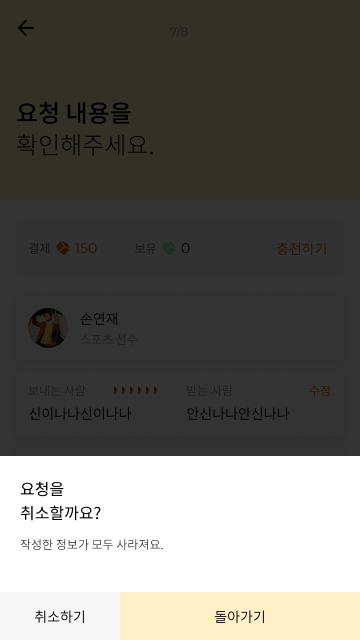 7/8
요청 내용을
확인해주세요.
결제 150 보유 0 충전하기
손연재
스포츠 선수
보내는 사람 받는 사람 수정
신이나나신이나나 안신나나안신나나
요청을
취소할까요?
작성한 정보가 모두 사라져요.
취소하기 돌아가기